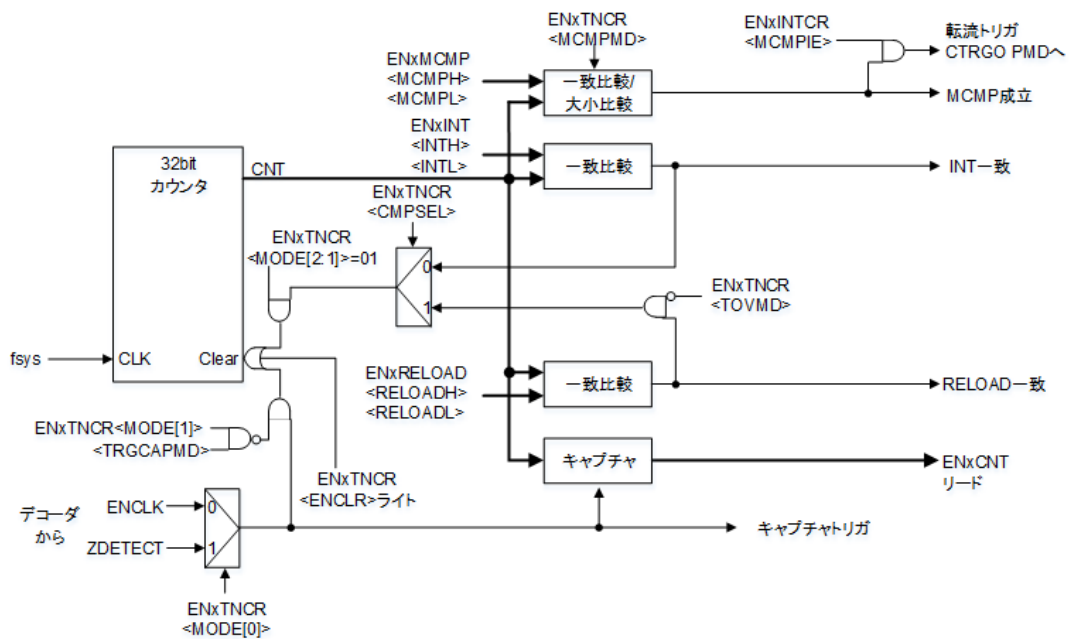 ENxTNCR
<MCMPMD>
ENxINTCR
<MCMPIE>
転流トリガ
CTRGO PMDへ
ENxMCMP
<MCMPH>
<MCMPL>
一致比較/
大小比較
MCMP成立
ENxINT
<INTH>
<INTL>
一致比較
INT一致
32bit
カウンタ
CNT
ENxTNCR
<CMPSEL>
ENxTNCR
<MODE[2:1]>=01
0
1
ENxTNCR
<TOVMD>
fsys
CLK
Clear
ENxRELOAD
<RELOADH>
<RELOADL>
一致比較
RELOAD一致
ENxTNCR<MODE[1]>
<TRGCAPMD>
ENxTNCR
<ENCLR>ライト
キャプチャ
ENxCNT
リード
デコーダ
から
ENCLK
ZDETECT
0
1
キャプチャトリガ
ENxTNCR
<MODE[0]>